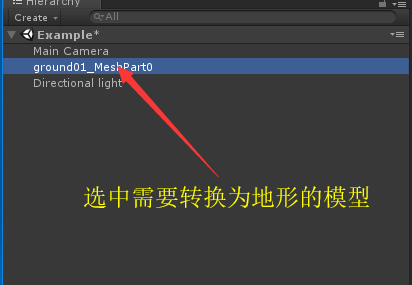 Hierarchy
Create All
Example*
Main Camera
ground01_MeshPart0
Directional light
选中需要转换为地形的模型